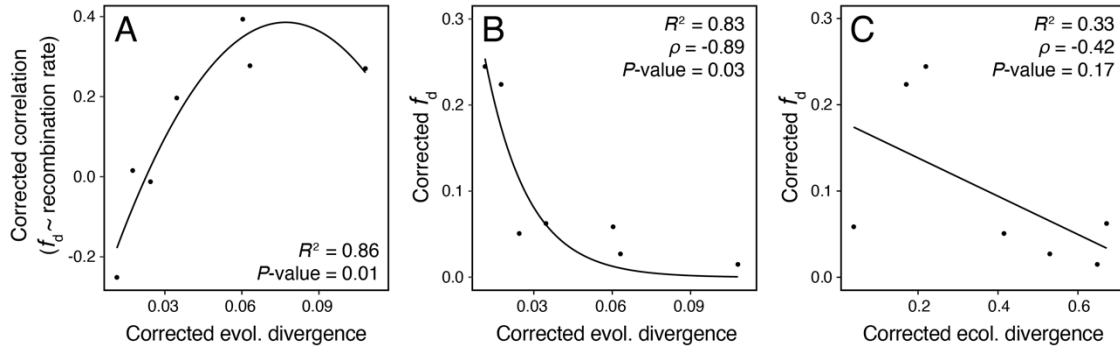 A
Corrected correlation
(fd ~ recombination rate)
0.4
0.2
0.0
-0.2
R² = 0.86
P-value = 0.01
0.03
0.06
0.09
Corrected evol. divergence
B
Corrected fd
0.3
0.2
0.1
0.0
R² = 0.83
ρ = -0.89
P-value = 0.03
0.03
0.06
0.09
Corrected evol. divergence
C
Corrected fd
0.3
0.2
0.1
0.0
R² = 0.33
ρ = -0.42
P-value = 0.17
0.2
0.4
0.6
Corrected ecol. divergence